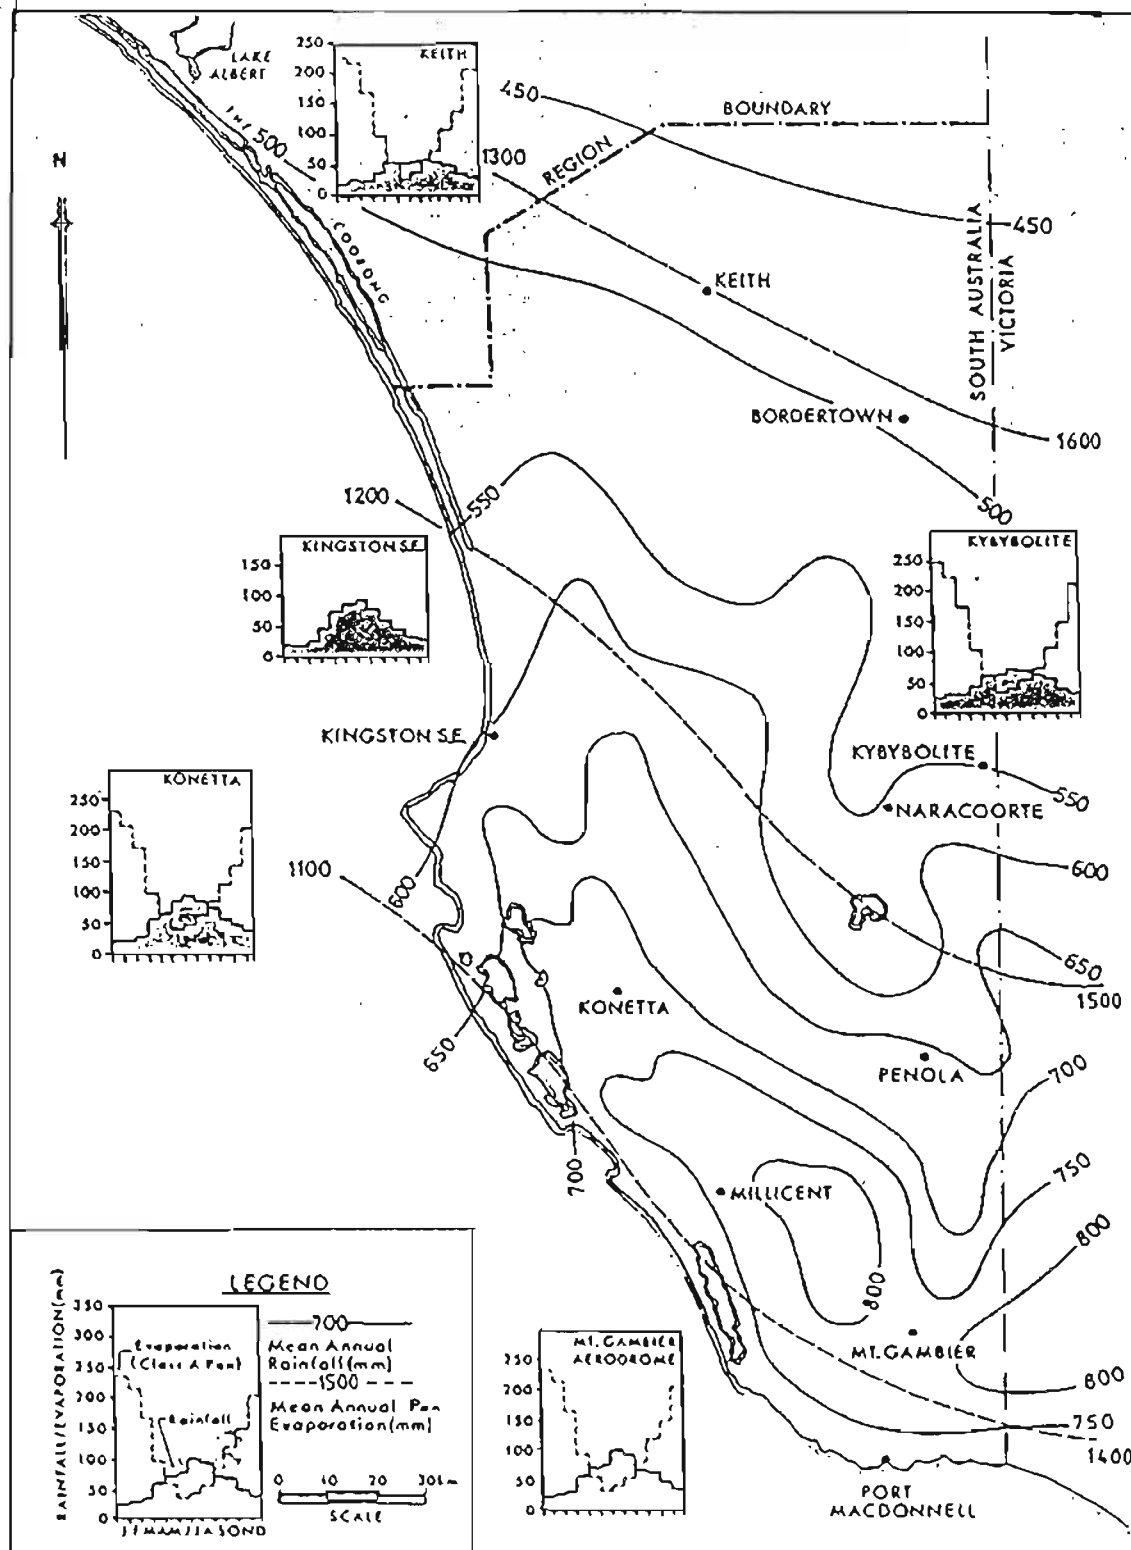 LAKE
ALBERT
250
200
150
100
50
0
KEITH
450
BOUNDARY
THE
500
COORONG
1300
REGION
N
450
SOUTH AUSTRALIA
VICTORIA
KEITH
BORDERTOWN
1600
500
1200
550
KINGSTON S.E.
150
100
50
0
KYBYBOLITE
250
200
150
100
50
0
KINGSTON S.E.
KYBYBOLITE
550
NARACOORTE
KONETTA
250
200
150
100
50
0
1100
600
600
650
1500
KONETTA
650
PENOLA
700
700
750
MILLICENT
800
800
MT. GAMBIER
800
750
1400
PORT
MACDONNELL
MT. GAMBIER
AERODROME
250
200
150
100
50
0
LEGEND
RAINFALL/EVAPORATION(mm)
350
300
250
200
150
100
50
0
Evaporation
(Class A Pan)
Rainfall
J F M A M J J A S O N D
700
Mean Annual
Rainfall(mm)
1500
Mean Annual Pan
Evaporation(mm)
0 10 20 30km
SCALE